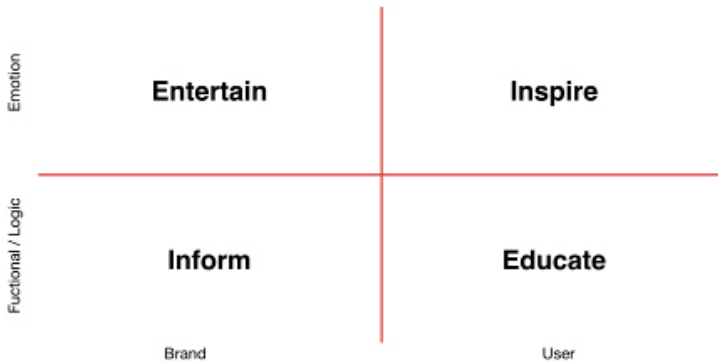 Emotion
Entertain
Inspire
Fuctional / Logic
Inform
Educate
Brand
User